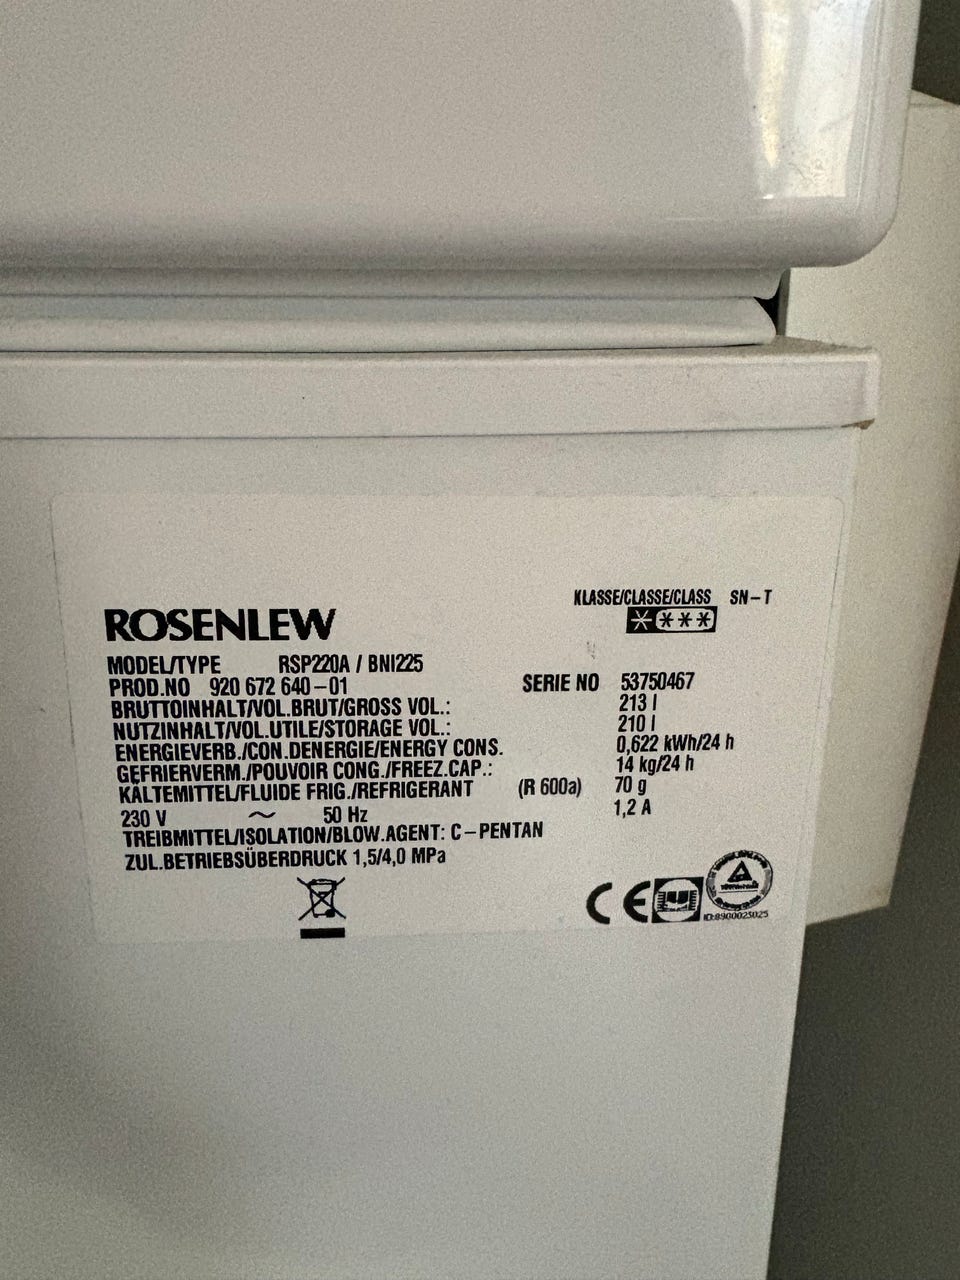 ROSENLEW
KLASSE/CLASSE/CLASS SN-T
MODEL/TYPE RSP220A / BNI225
PROD.NO 920 672 640-01 SERIE NO 53750467
BRUTTOINHALT/VOL.BRUT/GROSS VOL.: 213 l
NUTZINHALT/VOL.UTILE/STORAGE VOL.: 210 l
ENERGIEVERB./CON.DENERGIE/ENERGY CONS. 0,622 kWh/24 h
GEFRIERVERM./POUVOIR CONG./FREEZ.CAP.: 14 kg/24 h
KÄLTEMITTEL/FLUIDE FRIG./REFRIGERANT (R 600a) 70 g
230 V ~ 50 Hz 1,2 A
TREIBMITTEL/ISOLATION/BLOW.AGENT: C-PENTAN
ZUL.BETRIEBSÜBERDRUCK 1,5/4,0 MPa
CE